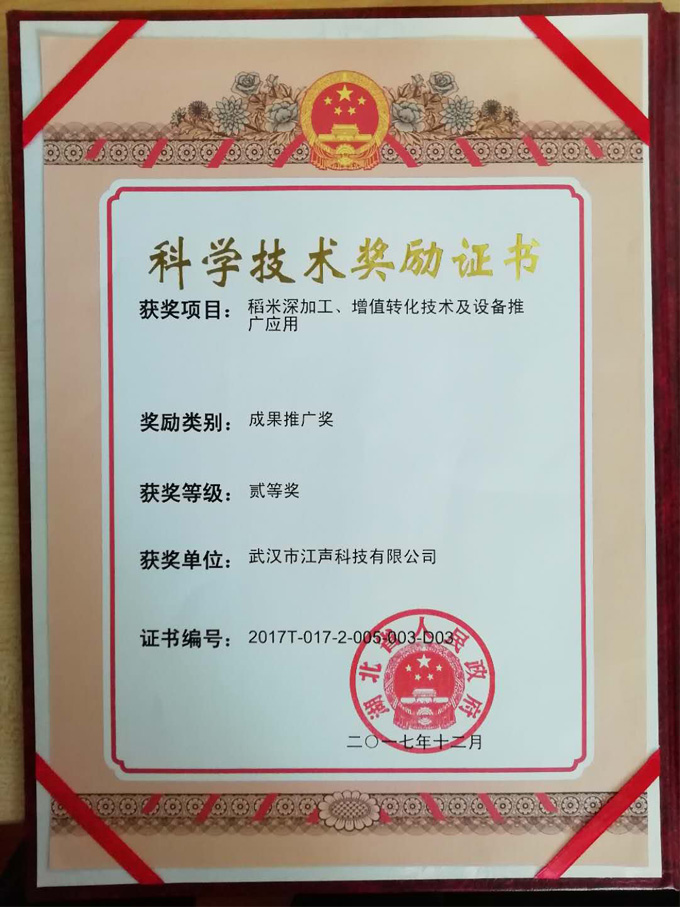 科学技术奖励证书
获奖项目：稻米深加工、增值转化技术及设备推
广应用
奖励类别：成果推广奖
获奖等级：贰等奖
获奖单位：武汉市江声科技有限公司
证书编号：2017T-017-2-005-003-D03
湖北省人民政府
二〇一七年十二月